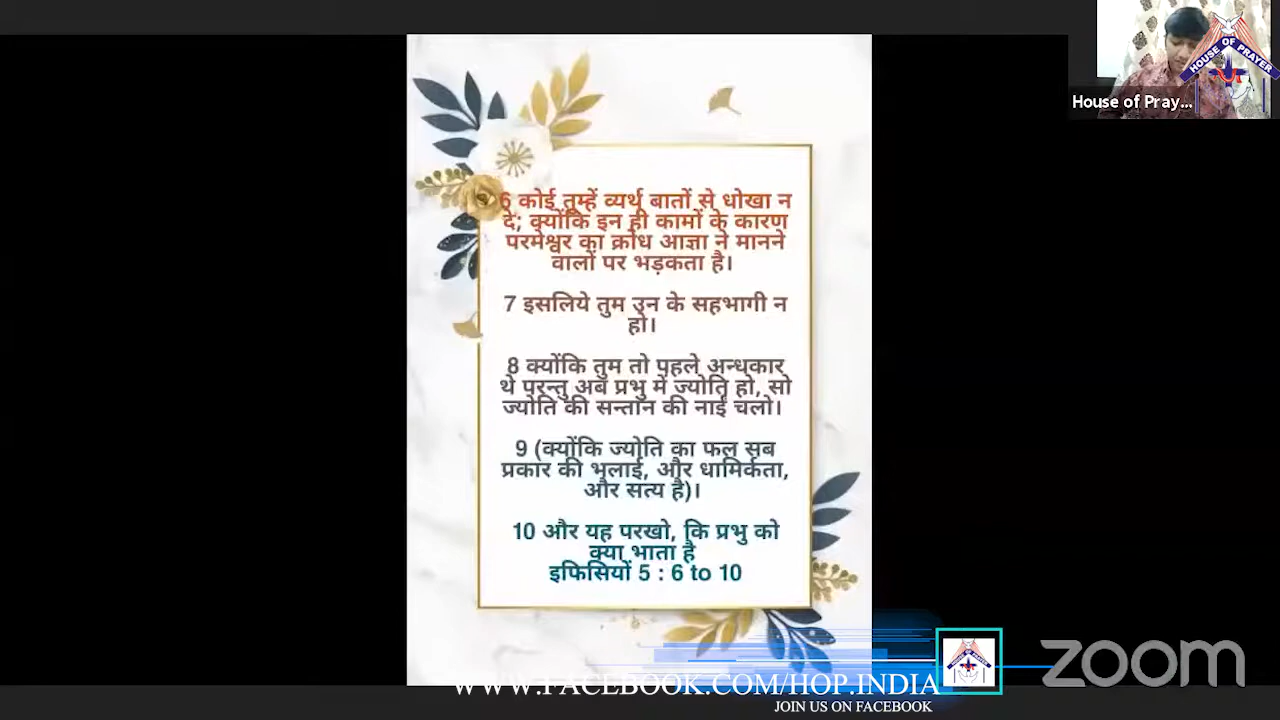 HOUSE OF PRAYER
House of Pray...
6 कोई तुम्हें व्यर्थ बातों से धोखा न
दे; क्योंकि इन ही कामों के कारण
परमेश्वर का क्रोध आज्ञा ने मानने
वालों पर भड़कता है।
7 इसलिये तुम उन के सहभागी न
हो।
8 क्योंकि तुम तो पहले अन्धकार
थे परन्तु अब प्रभु में ज्योति हो, सो
ज्योति की सन्तान की नाईं चलो।
9 (क्योंकि ज्योति का फल सब
प्रकार की भलाई, और धामिर्कता,
और सत्य है)।
10 और यह परखो, कि प्रभु को
क्या भाता है
इफिसियों 5 : 6 to 10
zoom
WWW.FACEBOOK.COM/HOP.INDIA
JOIN US ON FACEBOOK